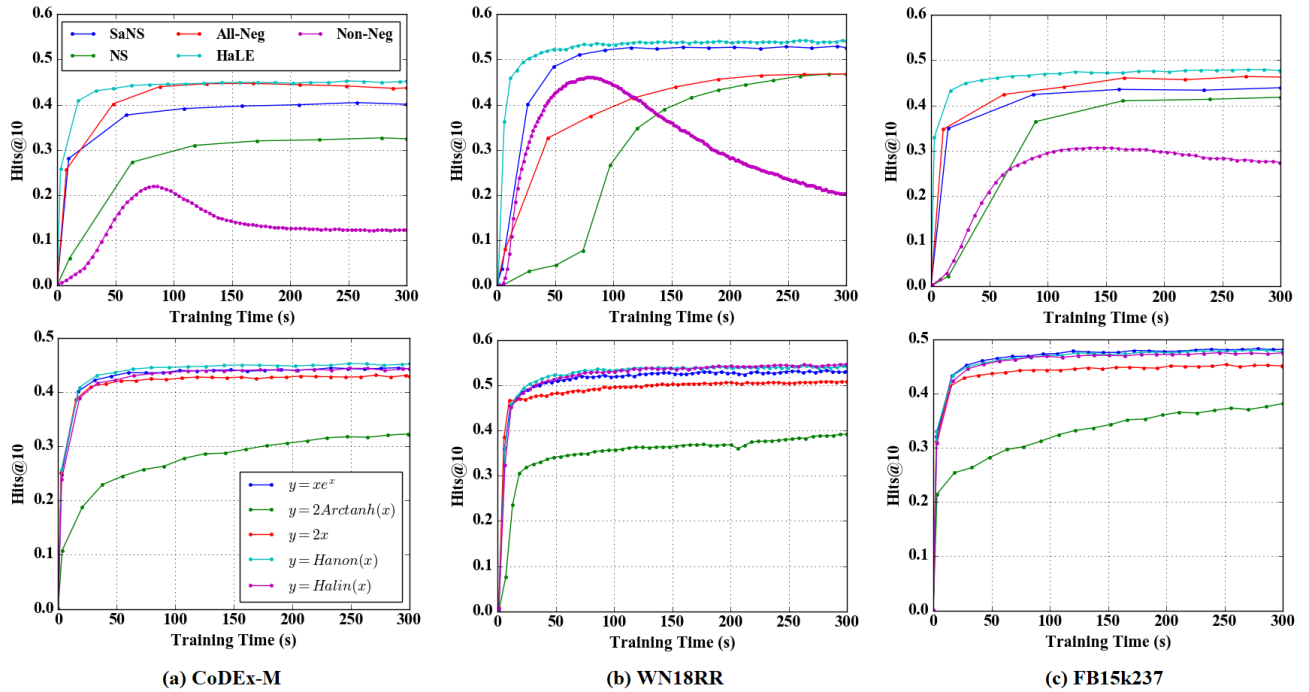 0.6
0.5
0.4
0.3
0.2
0.1
0.0
Hits@10
SaNS
All-Neg
Non-Neg
NS
HaLE
0 50 100 150 200 250 300
Training Time (s)
0.6
0.5
0.4
0.3
0.2
0.1
0.0
Hits@10
0 50 100 150 200 250 300
Training Time (s)
0.6
0.5
0.4
0.3
0.2
0.1
0.0
Hits@10
0 50 100 150 200 250 300
Training Time (s)
0.5
0.4
0.3
0.2
0.1
0.0
Hits@10
y = xe^x
y = 2Arctanh(x)
y = 2x
y = Hanon(x)
y = Halin(x)
0 50 100 150 200 250 300
Training Time (s)
0.6
0.5
0.4
0.3
0.2
0.1
0.0
Hits@10
0 50 100 150 200 250 300
Training Time (s)
0.5
0.4
0.3
0.2
0.1
0.0
Hits@10
0 50 100 150 200 250 300
Training Time (s)
(a) CoDEx-M
(b) WN18RR
(c) FB15k237